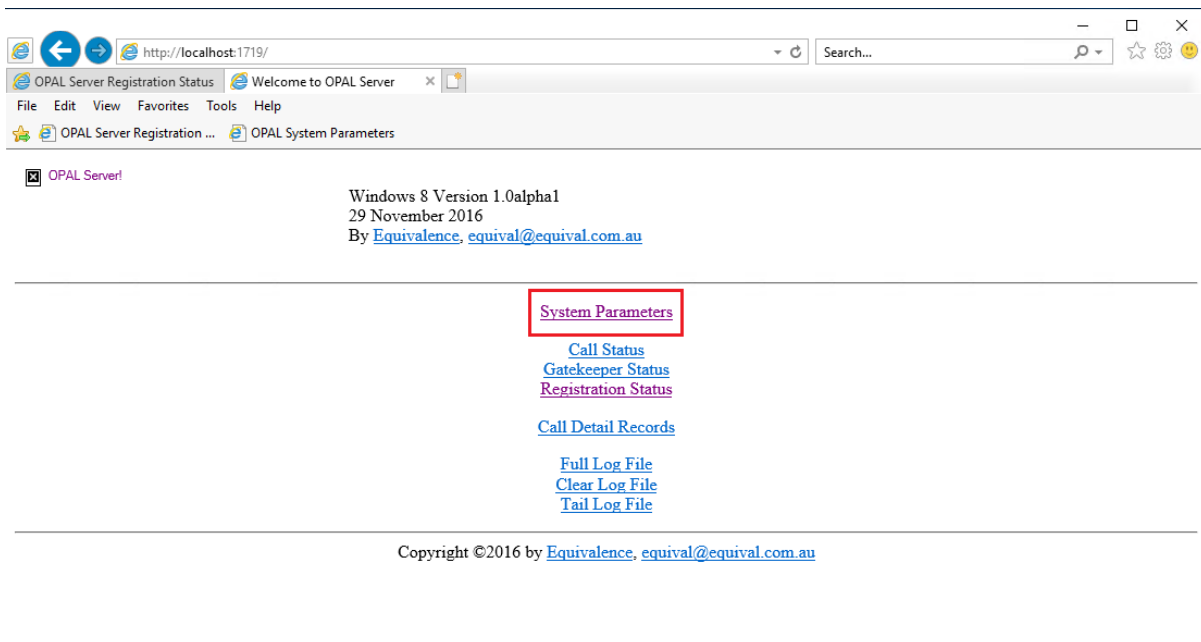 http://localhost:1719/
Search...
OPAL Server Registration Status
Welcome to OPAL Server
File Edit View Favorites Tools Help
OPAL Server Registration ...
OPAL System Parameters
OPAL Server!
Windows 8 Version 1.0alpha1
29 November 2016
By Equivalence, equival@equival.com.au
System Parameters
Call Status
Gatekeeper Status
Registration Status
Call Detail Records
Full Log File
Clear Log File
Tail Log File
Copyright ©2016 by Equivalence, equival@equival.com.au